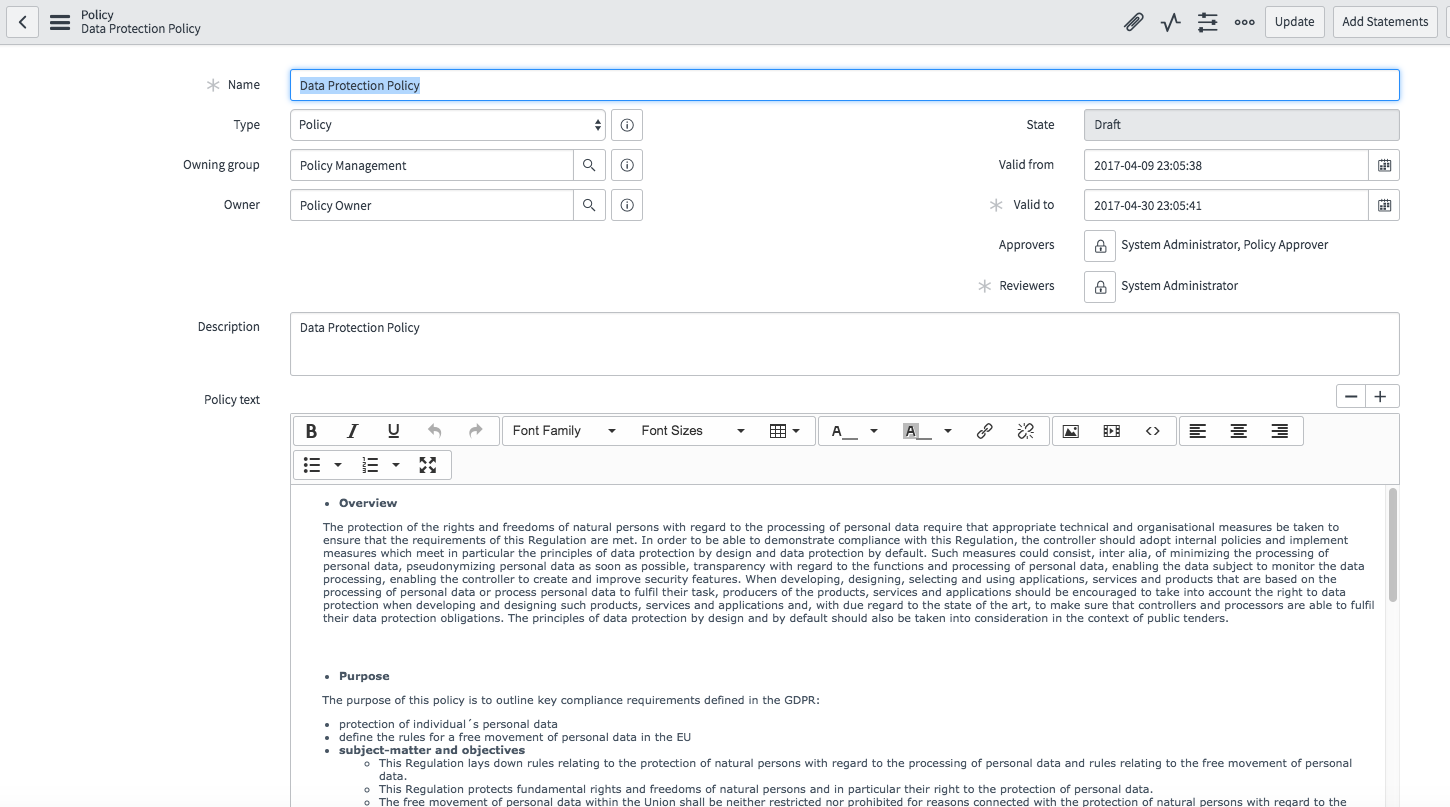 Policy
Data Protection Policy
Update
Add Statements
Name
Data Protection Policy
Type
Policy
State
Draft
Owning group
Policy Management
Valid from
2017-04-09 23:05:38
Owner
Policy Owner
Valid to
2017-04-30 23:05:41
Approvers
System Administrator, Policy Approver
Reviewers
System Administrator
Description
Data Protection Policy
Policy text
B I U Font Family Font Sizes A A
• Overview
The protection of the rights and freedoms of natural persons with regard to the processing of personal data require that appropriate technical and organisational measures be taken to
ensure that the requirements of this Regulation are met. In order to be able to demonstrate compliance with this Regulation, the controller should adopt internal policies and implement
measures which meet in particular the principles of data protection by design and data protection by default. Such measures could consist, inter alia, of minimizing the processing of
personal data, pseudonymizing personal data as soon as possible, transparency with regard to the functions and processing of personal data, enabling the data subject to monitor the data
processing, enabling the controller to create and improve security features. When developing, designing, selecting and using applications, services and products that are based on the
processing of personal data or process personal data to fulfil their task, producers of the products, services and applications should be encouraged to take into account the right to data
protection when developing and designing such products, services and applications and, with due regard to the state of the art, to make sure that controllers and processors are able to fulfil
their data protection obligations. The principles of data protection by design and by default should also be taken into consideration in the context of public tenders.
• Purpose
The purpose of this policy is to outline key compliance requirements defined in the GDPR:
• protection of individual´s personal data
• define the rules for a free movement of personal data in the EU
• subject-matter and objectives
◦ This Regulation lays down rules relating to the protection of natural persons with regard to the processing of personal data and rules relating to the free movement of personal
data.
◦ This Regulation protects fundamental rights and freedoms of natural persons and in particular their right to the protection of personal data.
◦ The free movement of personal data within the Union shall be neither restricted nor prohibited for reasons connected with the protection of natural persons with regard to the